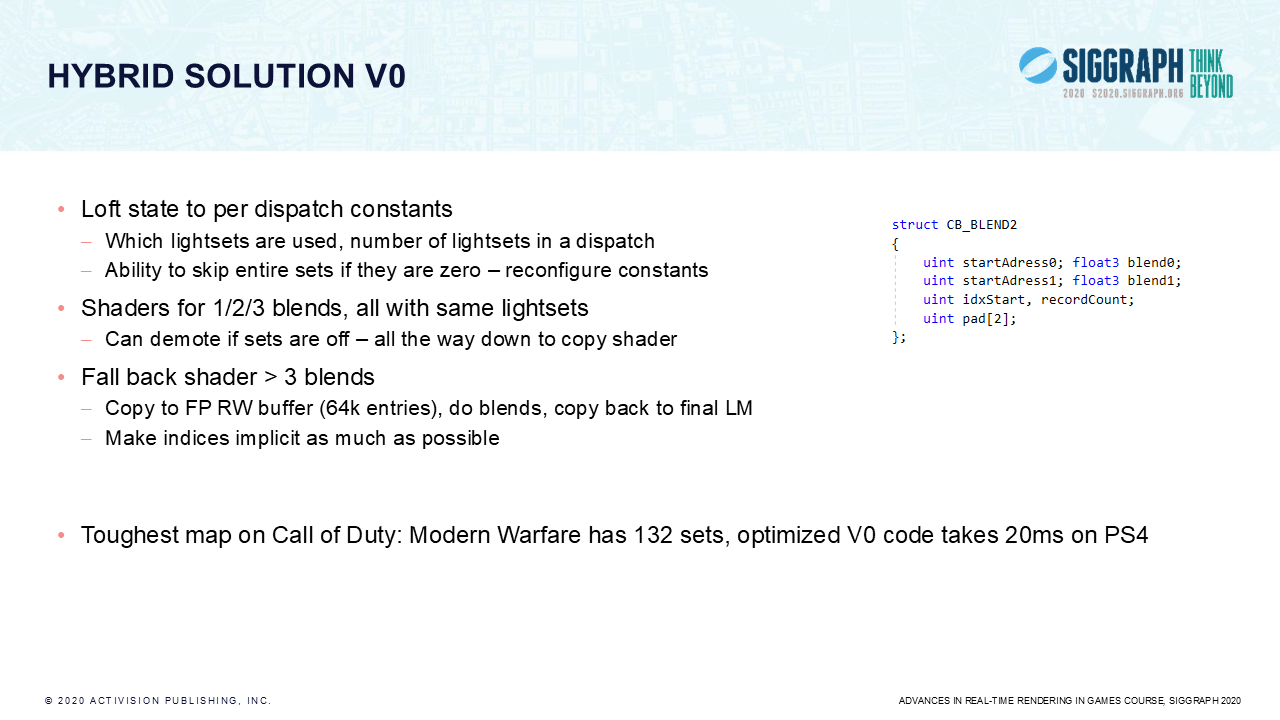 HYBRID SOLUTION V0
SIGGRAPH THINK BEYOND
2020 S2020.SIGGRAPH.ORG
• Loft state to per dispatch constants
– Which lightsets are used, number of lightsets in a dispatch
– Ability to skip entire sets if they are zero – reconfigure constants
• Shaders for 1/2/3 blends, all with same lightsets
– Can demote if sets are off – all the way down to copy shader
• Fall back shader > 3 blends
– Copy to FP RW buffer (64k entries), do blends, copy back to final LM
– Make indices implicit as much as possible
• Toughest map on Call of Duty: Modern Warfare has 132 sets, optimized V0 code takes 20ms on PS4
struct CB_BLEND2
{
uint startAdress0; float3 blend0;
uint startAdress1; float3 blend1;
uint idxStart, recordCount;
uint pad[2];
};
© 2020 ACTIVISION PUBLISHING, INC.
ADVANCES IN REAL-TIME RENDERING IN GAMES COURSE, SIGGRAPH 2020